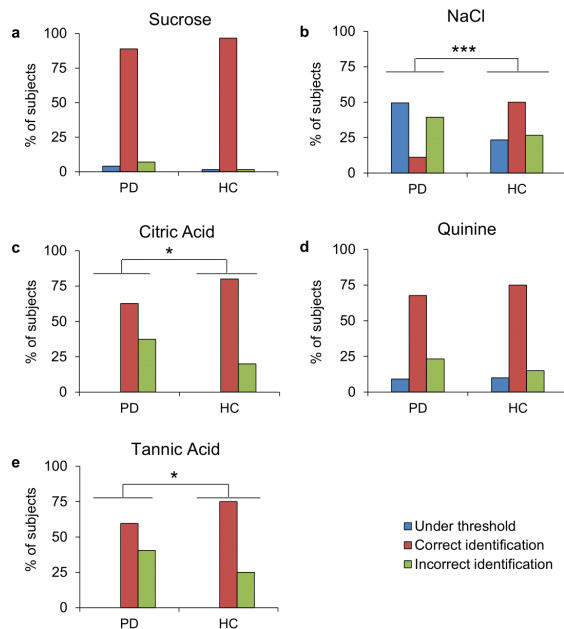 a
Sucrose
100
75
50
25
0
% of subjects
PD
HC
b
NaCl
***
100
75
50
25
0
% of subjects
PD
HC
c
Citric Acid
*
100
75
50
25
0
% of subjects
PD
HC
d
Quinine
100
75
50
25
0
% of subjects
PD
HC
e
Tannic Acid
*
100
75
50
25
0
% of subjects
PD
HC
Under threshold
Correct identification
Incorrect identification